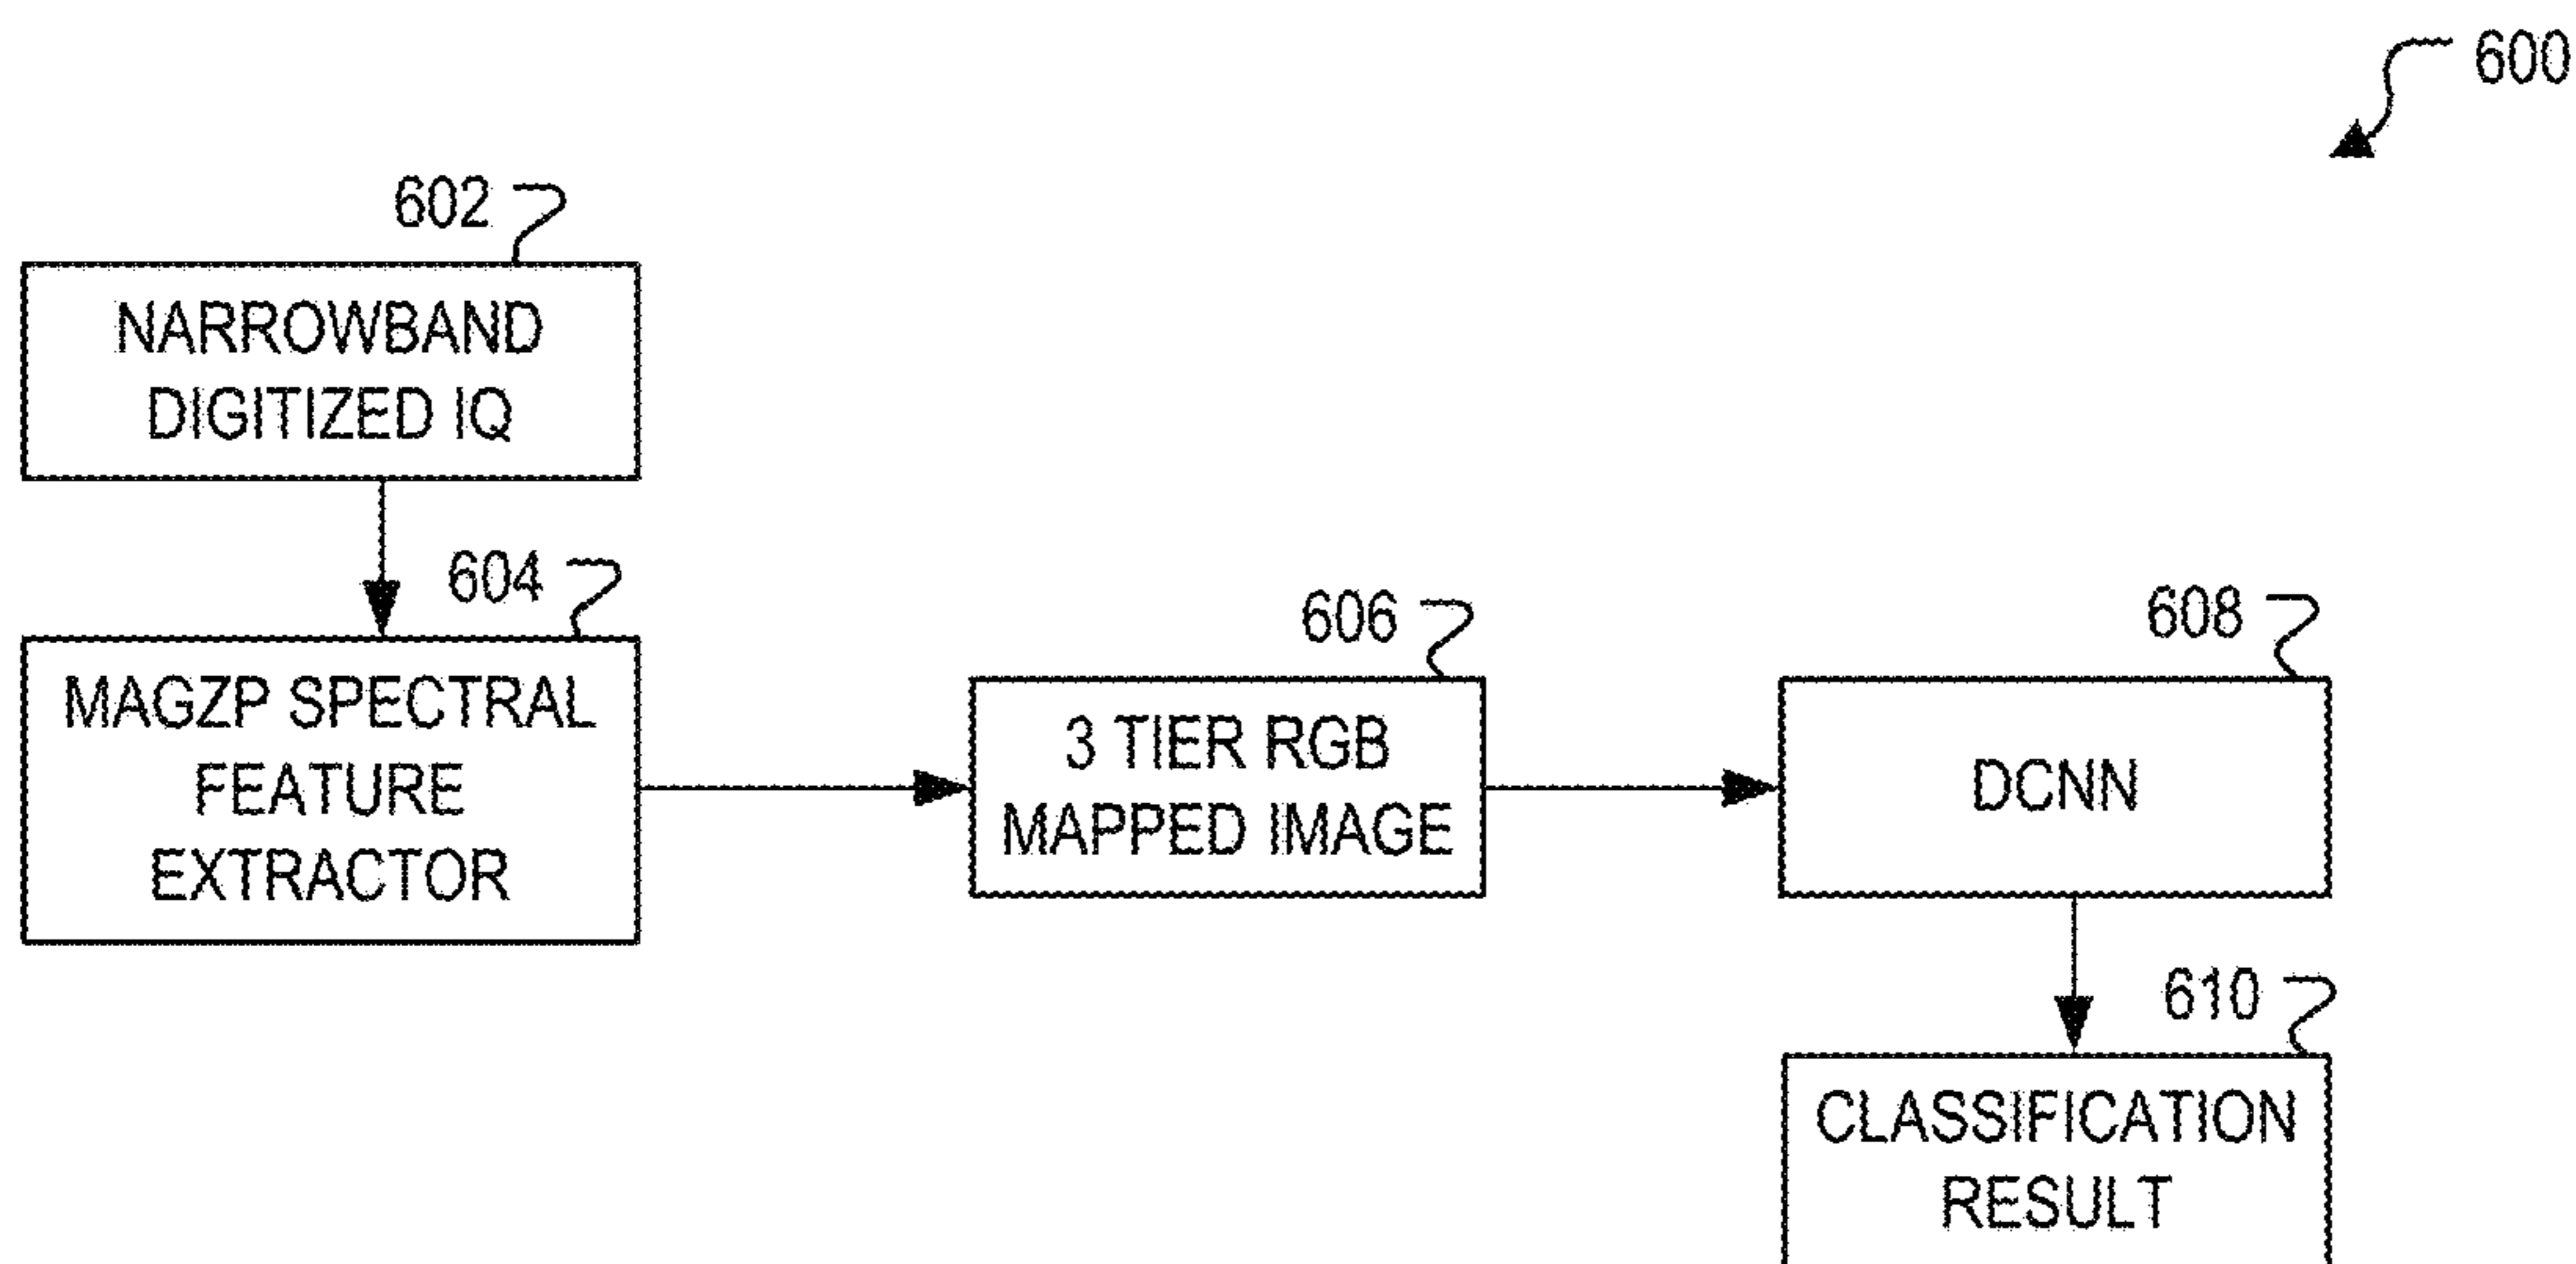 600
602
NARROWBAND
DIGITIZED IQ
604
MAGZP SPECTRAL
FEATURE
EXTRACTOR
606
3 TIER RGB
MAPPED IMAGE
608
DCNN
610
CLASSIFICATION
RESULT